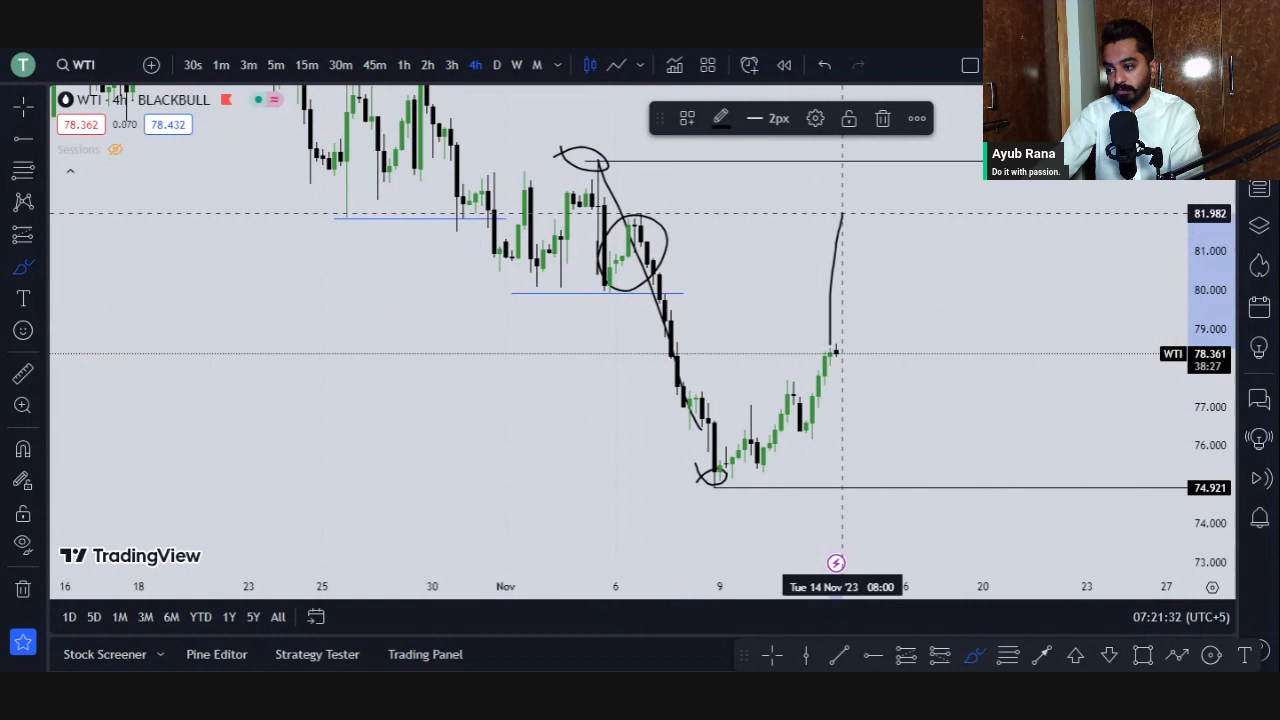 T WTI 30s 1m 3m 5m 15m 30m 45m 1h 2h 3h 4h D W M
WTI · 4h · BLACKBULL
78.362 0.070 78.432
Sessions
2px
Ayub Rana
Do it with passion.
81.982
81.000
80.000
79.000
WTI 78.361
38:27
77.000
76.000
74.921
74.000
73.000
TradingView
16 18 23 25 30 Nov 6 9 Tue 14 Nov '23 08:00 6 20 23 27
1D 5D 1M 3M 6M YTD 1Y 5Y All 07:21:32 (UTC+5)
Stock Screener Pine Editor Strategy Tester Trading Panel